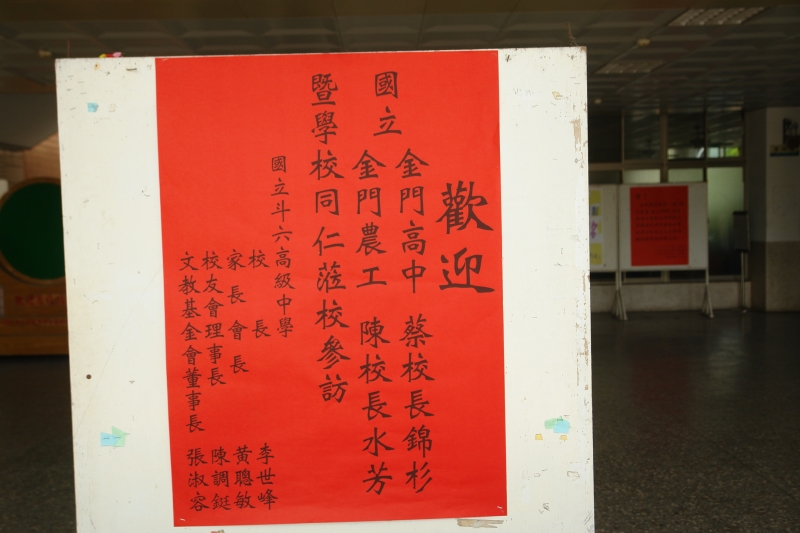 歡迎
國立
金門高中 蔡校長錦杉
金門農工 陳校長水芳
暨學校同仁蒞校參訪
國立斗六高級中學
校長 李世峰
家長會長 黃聰敏
校友會理事長 陳調鋌
文教基金會董事長 張淑容